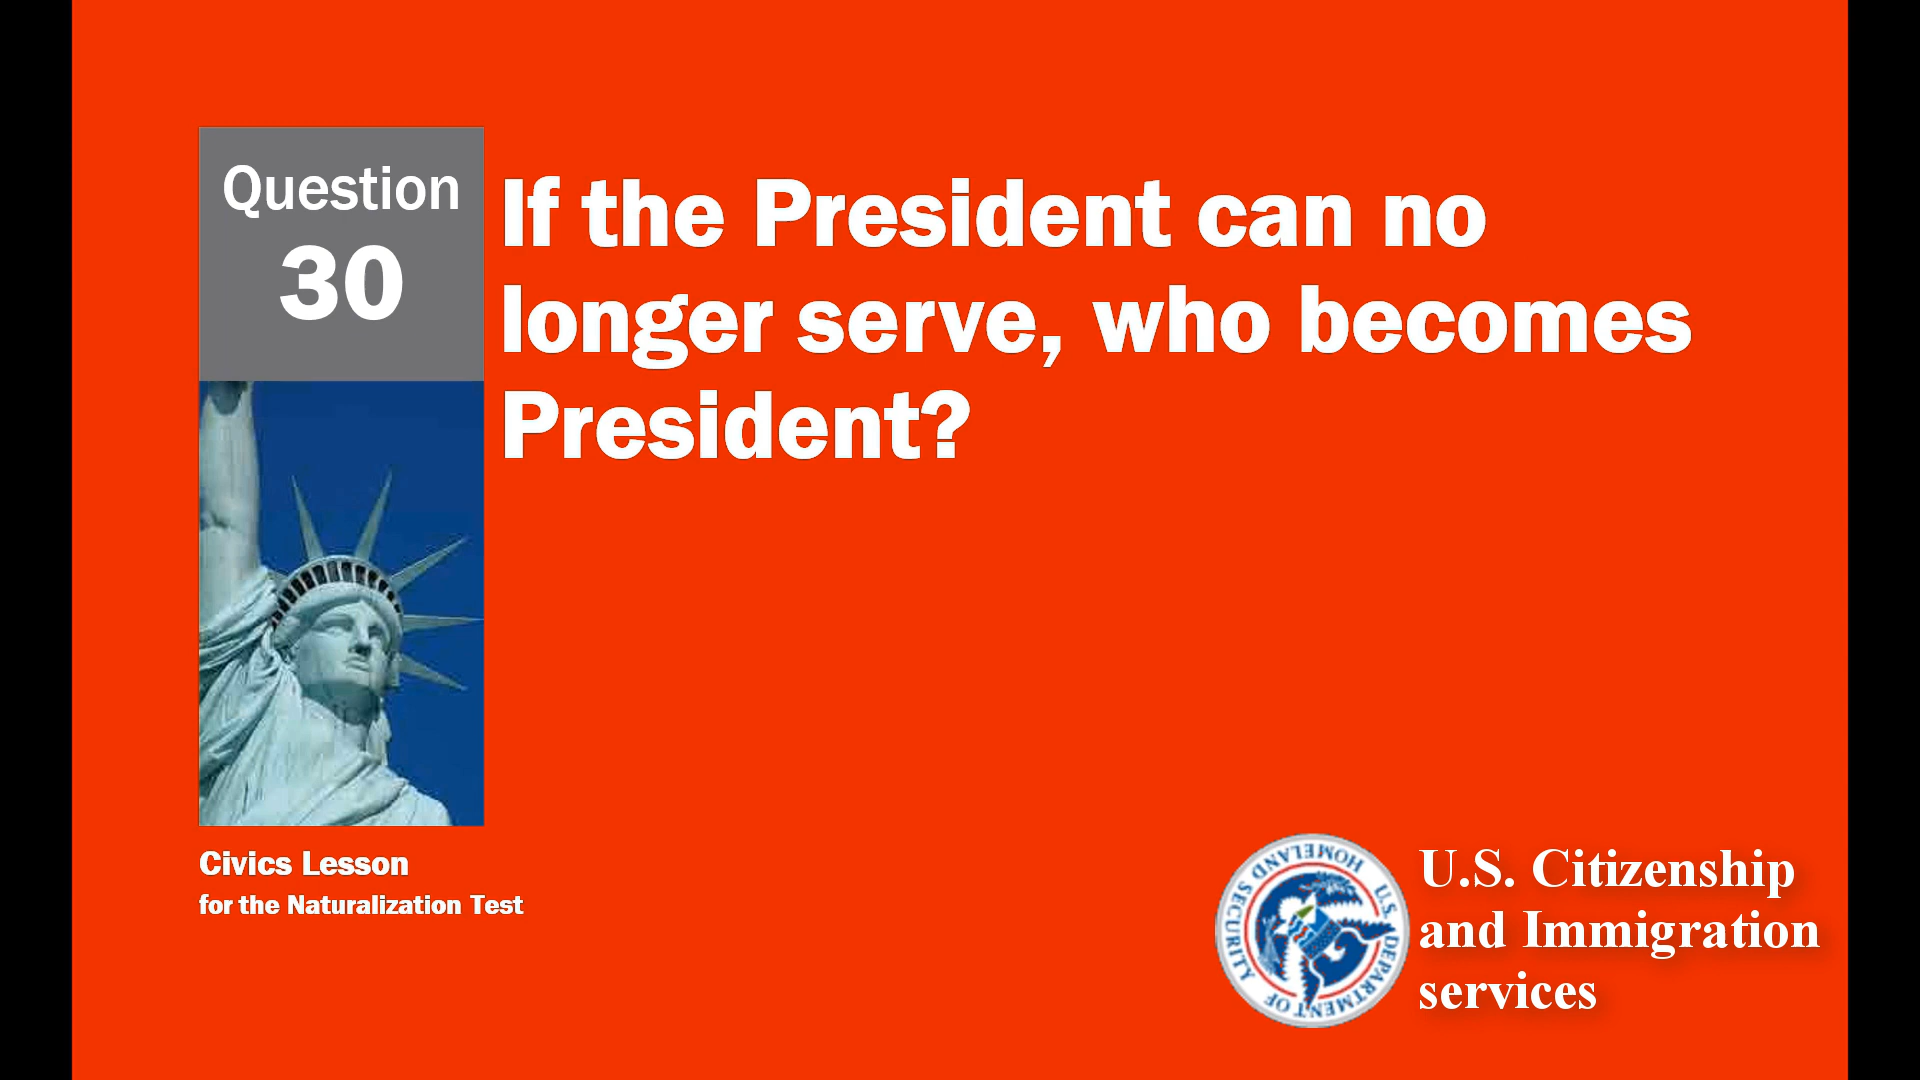 Question
30
If the President can no
longer serve, who becomes
President?
Civics Lesson
for the Naturalization Test
U.S. DEPARTMENT OF HOMELAND SECURITY
U.S. Citizenship
and Immigration
services